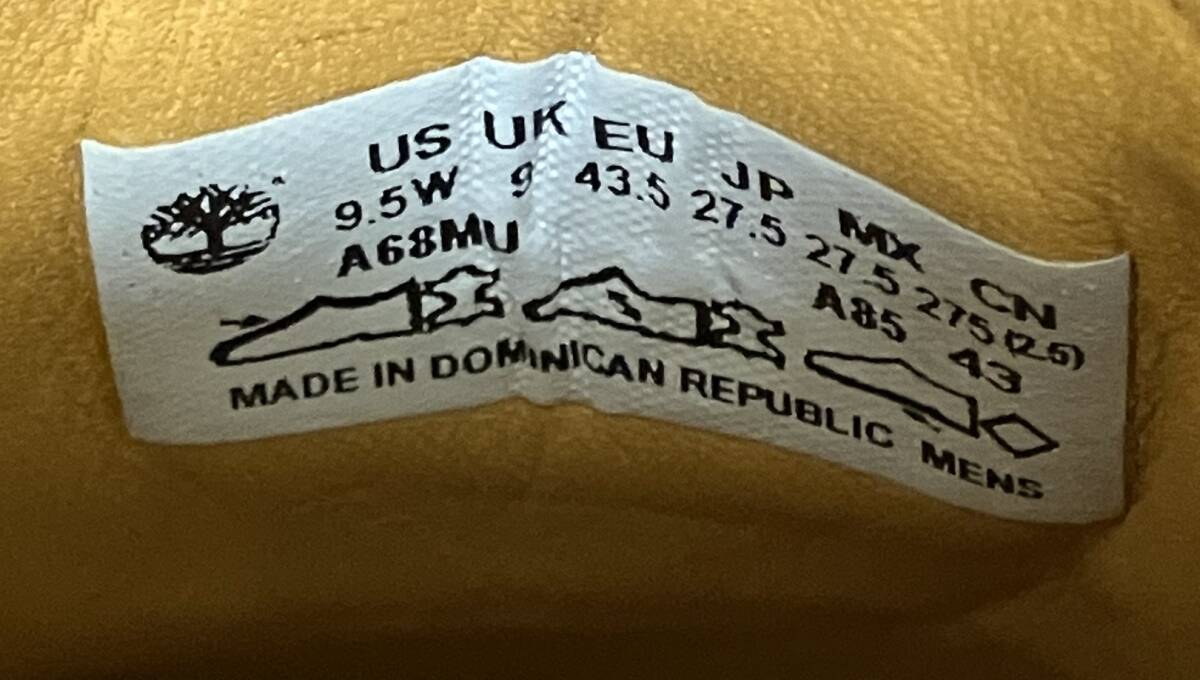 US UK EU JP MX CN
9.5W 9 43.5 27.5 27.5 275(2.5)
A68MU A85 43
MADE IN DOMINICAN REPUBLIC MENS